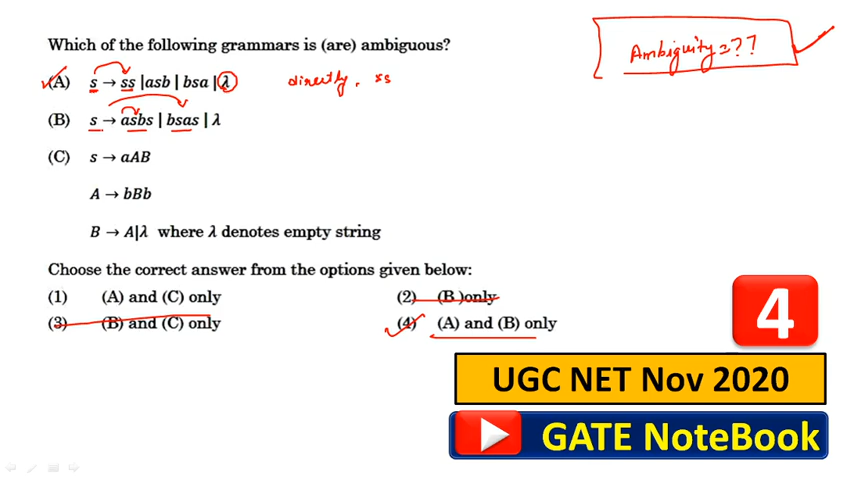 Which of the following grammars is (are) ambiguous?
Ambiguity=??
(A) s → ss |asb | bsa | λ directly, ss
(B) s → asbs | bsas | λ
(C) s → aAB
A → bBb
B → A|λ where λ denotes empty string
Choose the correct answer from the options given below:
(1) (A) and (C) only (2) (B )only
(3) (B) and (C) only (4) (A) and (B) only
4
UGC NET Nov 2020
GATE NoteBook